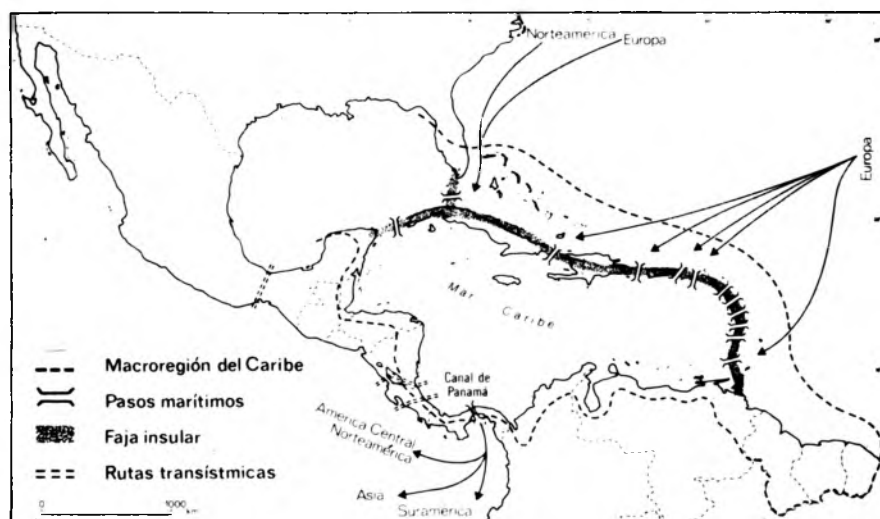 Norteamérica
Europa
Europa
Mar Caribe
Canal de
Panamá
América Central
Norteamérica
Asia
Suramérica
Macroregión del Caribe
Pasos marítimos
Faja insular
Rutas transístmicas
0 1000
km